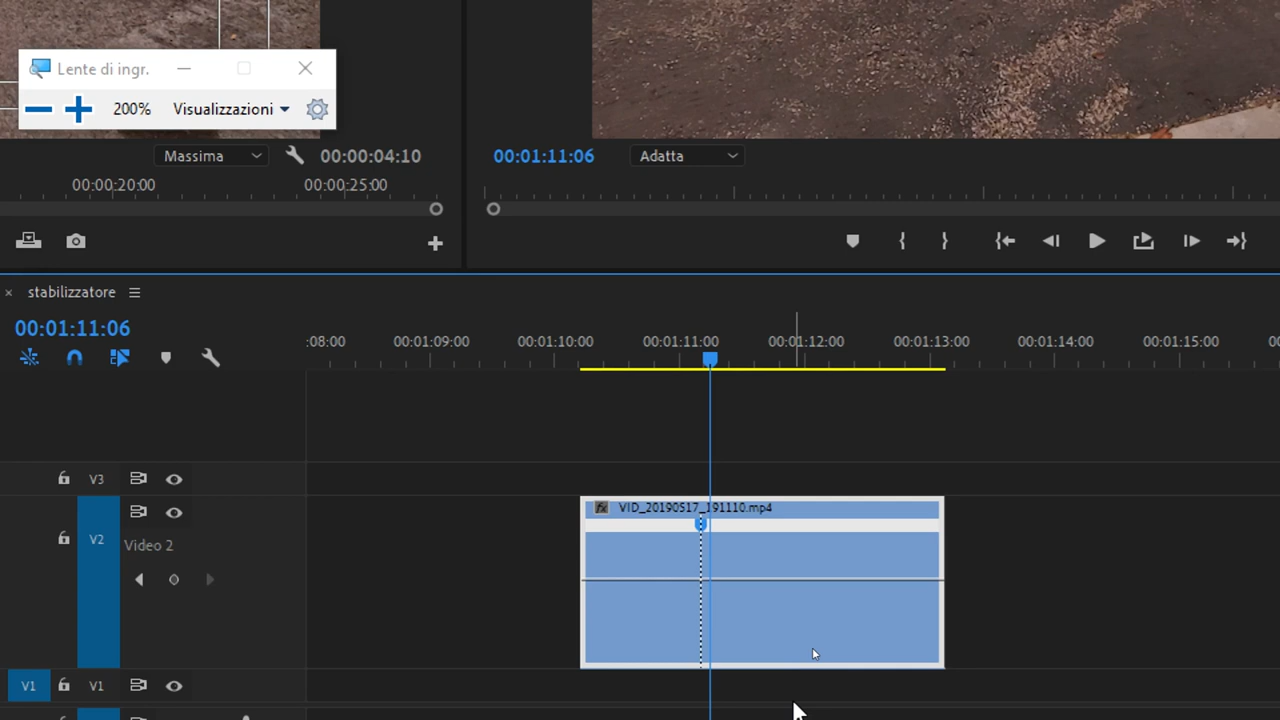 Lente di ingr.
200% Visualizzazioni
Massima 00:00:04:10
00:00:20:00 00:00:25:00
00:01:11:06 Adatta
stabilizzatore
00:01:11:06
:08:00 00:01:09:00 00:01:10:00 00:01:11:00 00:01:12:00 00:01:13:00 00:01:14:00 00:01:15:00 00
V3
fx VID_20190517_191110.mp4
V2
Video 2
V1 V1